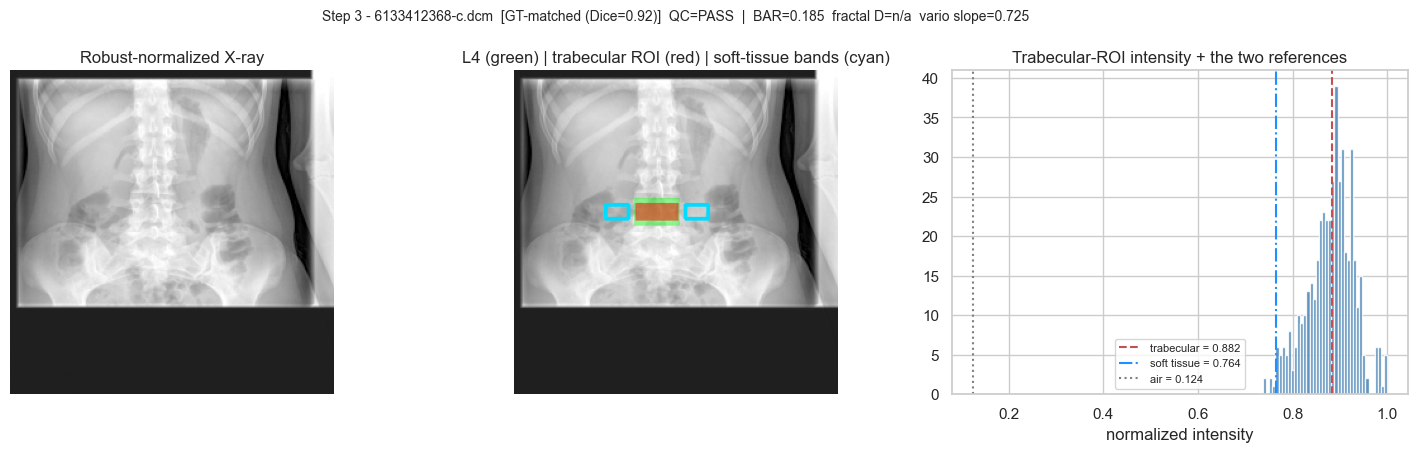 Step 3 - 6133412368-c.dcm  [GT-matched (Dice=0.92)]  QC=PASS  |  BAR=0.185  fractal D=n/a  vario slope=0.725
Robust-normalized X-ray
L4 (green) | trabecular ROI (red) | soft-tissue bands (cyan)
Trabecular-ROI intensity + the two references
40
35
30
25
20
15
10
5
0
trabecular = 0.882
soft tissue = 0.764
air = 0.124
0.2 0.4 0.6 0.8 1.0
normalized intensity